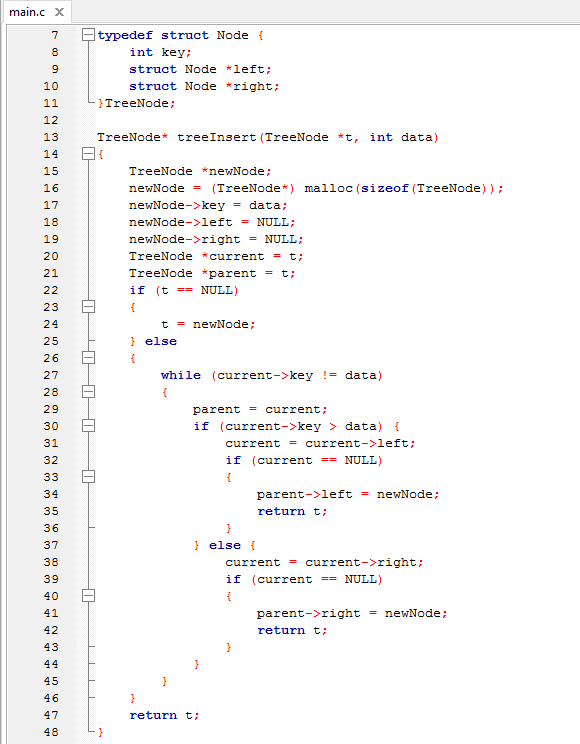 main.c X
7 typedef struct Node {
8     int key;
9     struct Node *left;
10     struct Node *right;
11 }TreeNode;
12
13 TreeNode* treeInsert(TreeNode *t, int data)
14 {
15     TreeNode *newNode;
16     newNode = (TreeNode*) malloc(sizeof(TreeNode));
17     newNode->key = data;
18     newNode->left = NULL;
19     newNode->right = NULL;
20     TreeNode *current = t;
21     TreeNode *parent = t;
22     if (t == NULL)
23     {
24         t = newNode;
25     } else
26     {
27         while (current->key != data)
28         {
29             parent = current;
30             if (current->key > data) {
31                 current = current->left;
32                 if (current == NULL)
33                 {
34                     parent->left = newNode;
35                     return t;
36                 }
37             } else {
38                 current = current->right;
39                 if (current == NULL)
40                 {
41                     parent->right = newNode;
42                     return t;
43                 }
44             }
45         }
46     }
47     return t;
48 }